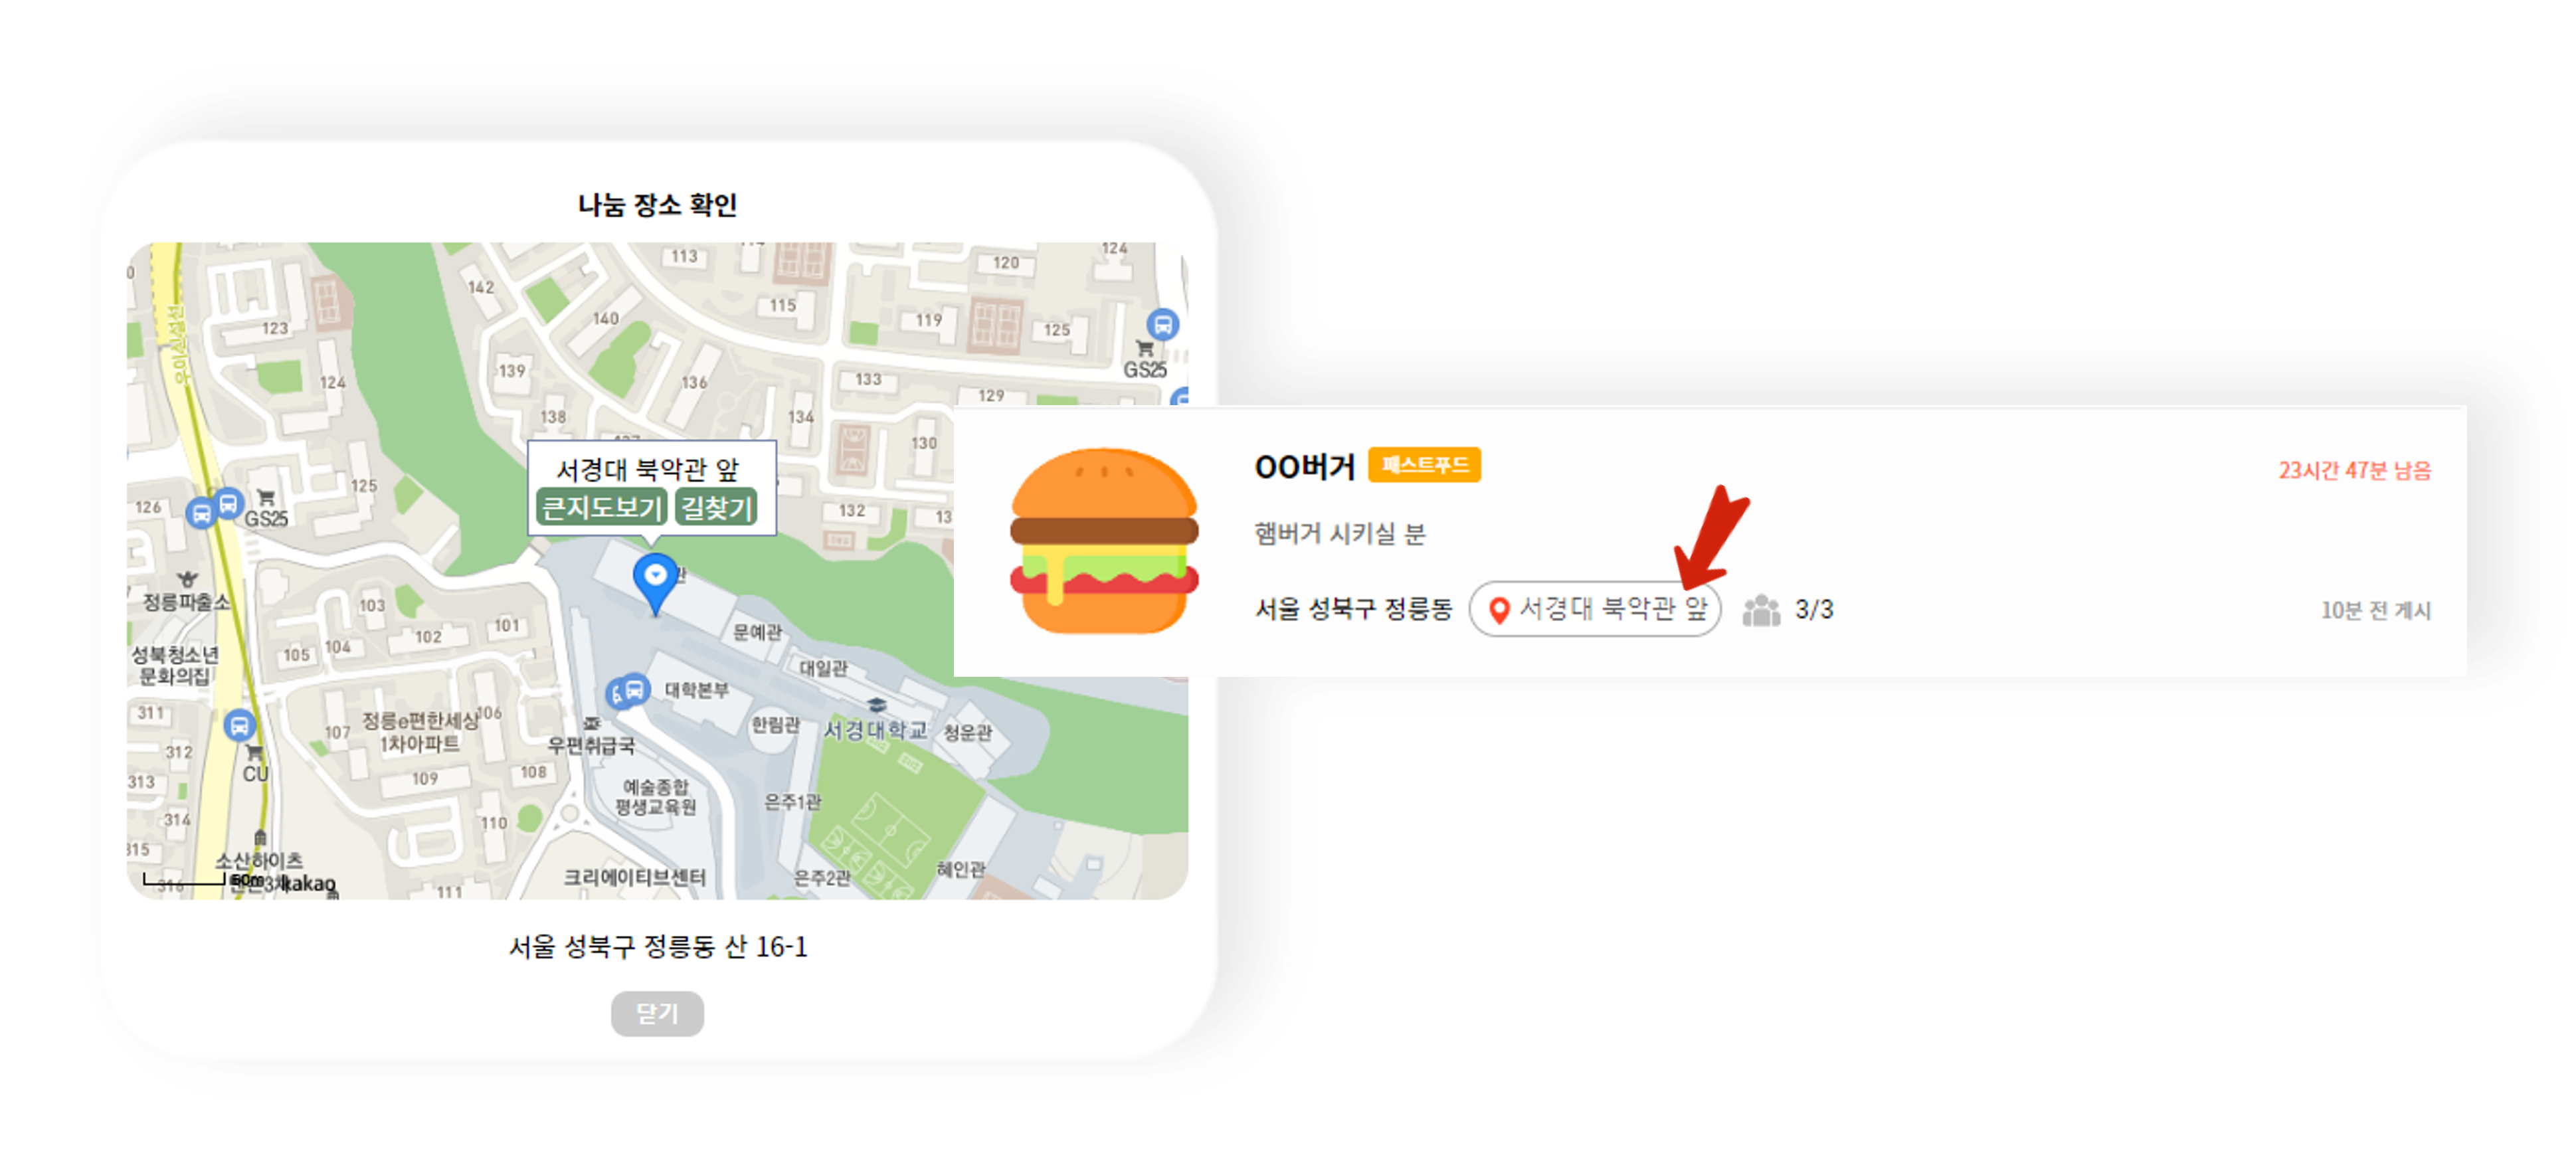 나눔 장소 확인
113
120
124
142
115
140
119
125
123
우이신설선
GS25
139
136
133
124
129
138
134
130
서경대 북악관 앞
큰지도보기 길찾기
125
126
GS25
132
정릉파출소
103
101
102
104
105
문예관
성북청소년
문화의집
대일관
대학본부
311
107
정릉e편한세상
1차아파트
106
한림관
서경대학교
청운관
우편취급국
312
CU
313
109
108
예술종합
평생교육원
은주1관
314
110
315
소산하이츠
316
50m
kakao
111
크리에이티브센터
은주2관
혜인관
서울 성북구 정릉동 산 16-1
닫기
OO버거 패스트푸드
23시간 47분 남음
햄버거 시키실 분
서울 성북구 정릉동 서경대 북악관 앞 3/3
10분 전 게시